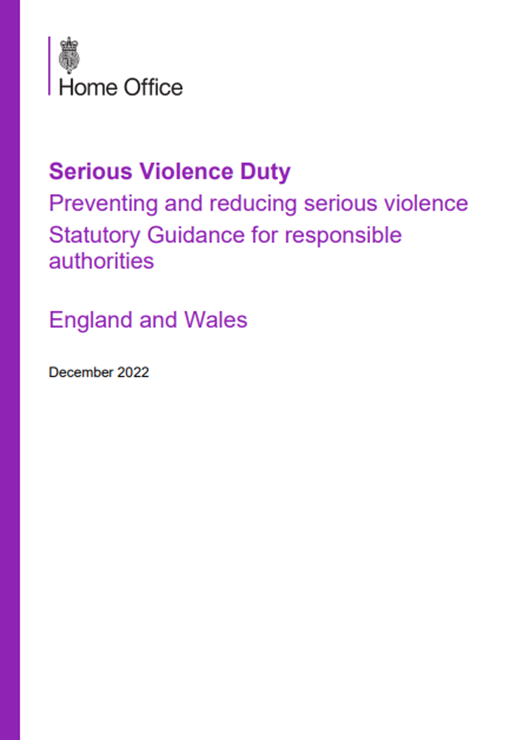 Home Office
Serious Violence Duty
Preventing and reducing serious violence
Statutory Guidance for responsible
authorities
England and Wales
December 2022